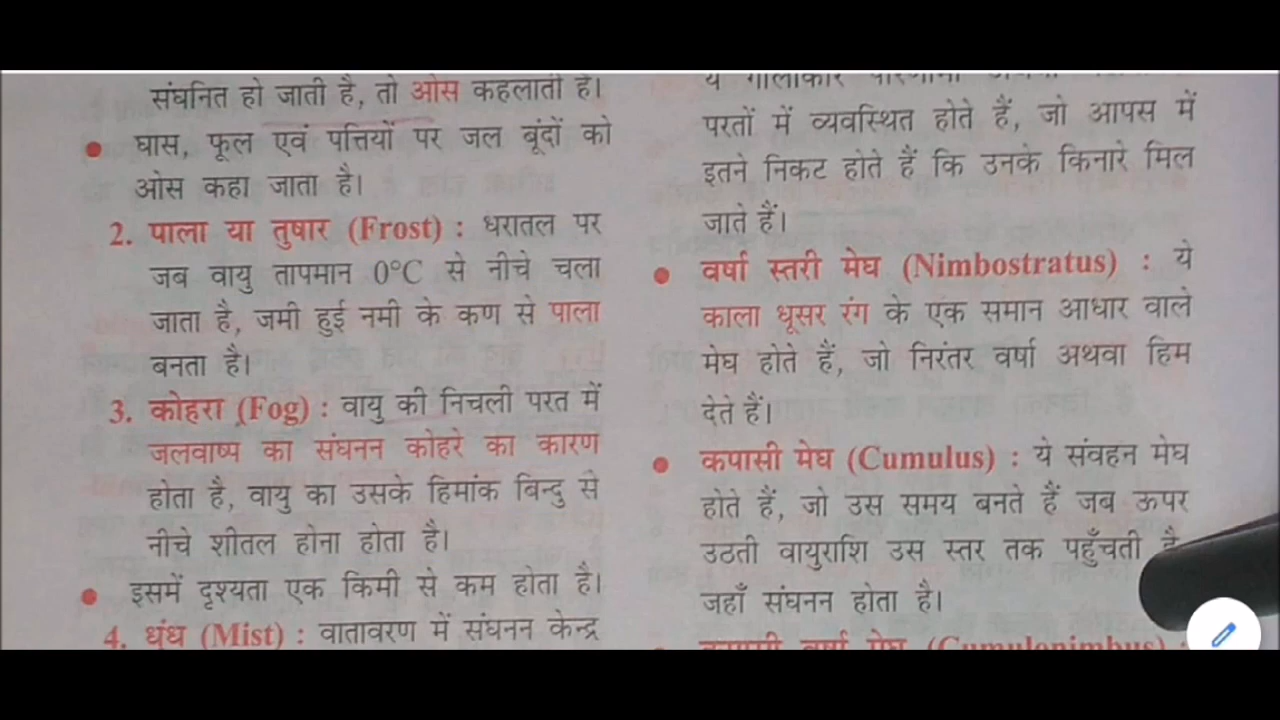 संघनित हो जाती है, तो ओस कहलाती है।
घास, फूल एवं पत्तियों पर जल बूंदों को
ओस कहा जाता है।
2. पाला या तुषार (Frost) : धरातल पर
जब वायु तापमान 0°C से नीचे चला
जाता है, जमी हुई नमी के कण से पाला
बनता है।
3. कोहरा (Fog) : वायु की निचली परत में
जलवाष्प का संघनन कोहरे का कारण
होता है, वायु का उसके हिमांक बिन्दु से
नीचे शीतल होना होता है।
इसमें दृश्यता एक किमी से कम होता है।
4. धुंध (Mist) : वातावरण में संघनन केन्द्र
ये गोलाकार
परतों में व्यवस्थित होते हैं, जो आपस में
इतने निकट होते हैं कि उनके किनारे मिल
जाते हैं।
वर्षा स्तरी मेघ (Nimbostratus) : ये
काला धूसर रंग के एक समान आधार वाले
मेघ होते हैं, जो निरंतर वर्षा अथवा हिम
देते हैं।
कपासी मेघ (Cumulus) : ये संवहन मेघ
होते हैं, जो उस समय बनते हैं जब ऊपर
उठती वायुराशि उस स्तर तक पहुँचती है
जहाँ संघनन होता है।
कपासी वर्षा मेघ (Cumulonimbus) :